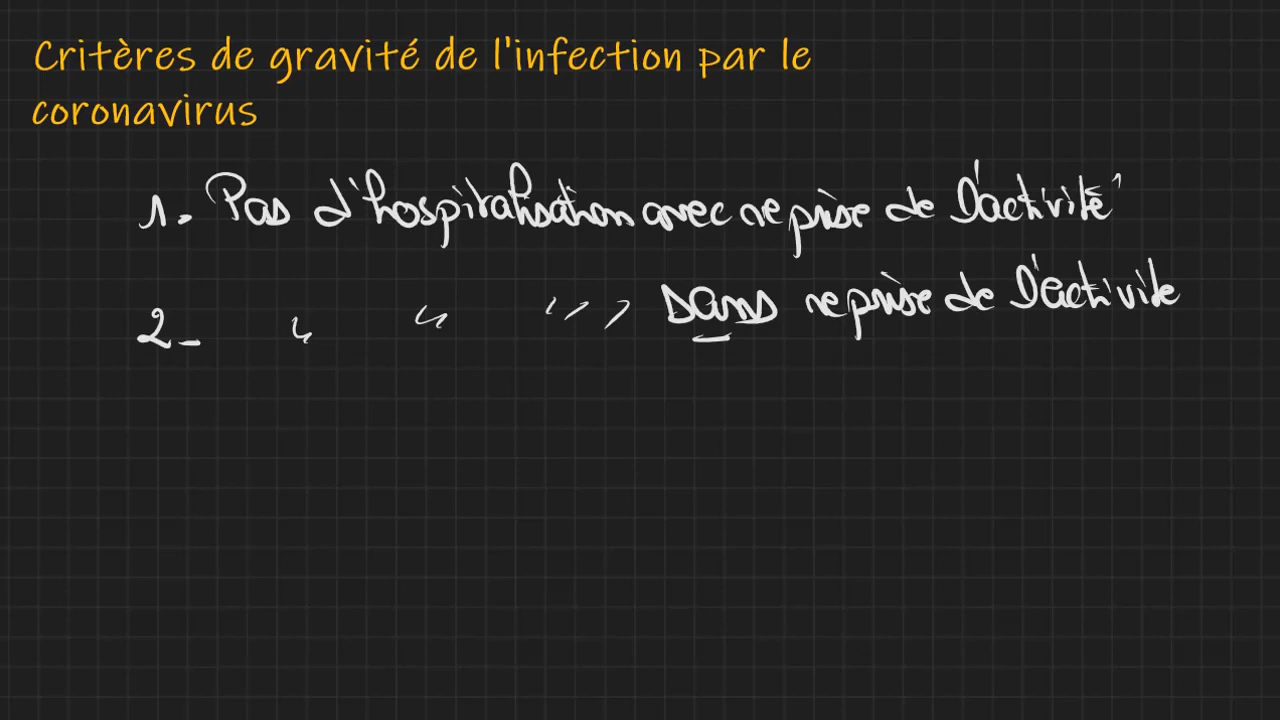 Critères de gravité de l'infection par le
coronavirus
1. Pas d'hospitalisation avec reprise de l'activité
2- " " " sans reprise de l'activite